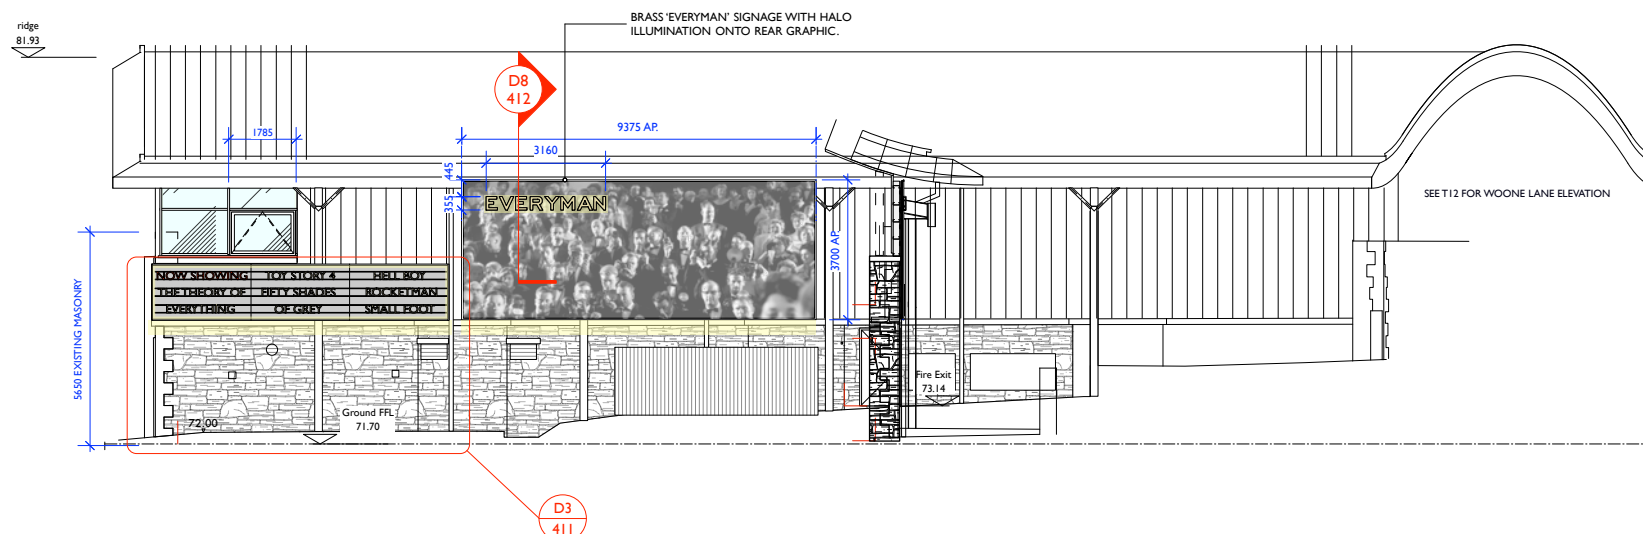 ridge
81.93
BRASS 'EVERYMAN' SIGNAGE WITH HALO
ILLUMINATION ONTO REAR GRAPHIC.
D8
412
1785
9375 AP.
3160
445
355
EVERYMAN
3700 AP.
SEE T12 FOR WOONE LANE ELEVATION
5650 EXISTING MASONRY
NOW SHOWING TOY STORY 4 HELL BOY
THE THEORY OF FIFTY SHADES ROCKETMAN
EVERYTHING OF GREY SMALL FOOT
Fire Exit
73.14
Ground FFL
71.70
72.00
D3
411